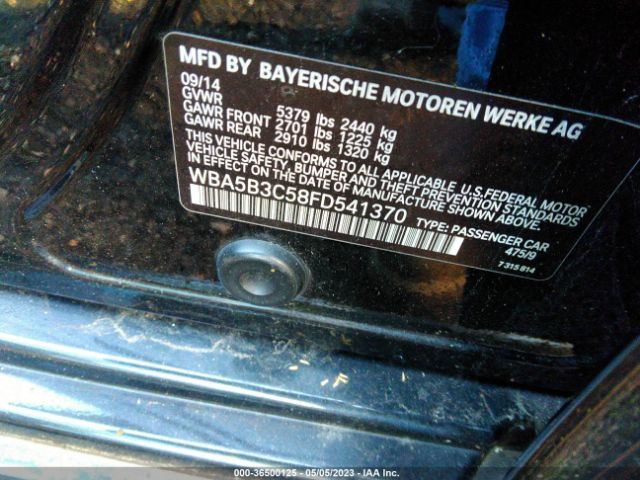 MFD BY BAYERISCHE MOTOREN WERKE AG
09/14
GVWR 5379 lbs 2440 kg
GAWR FRONT 2701 lbs 1225 kg
GAWR REAR 2910 lbs 1320 kg
THIS VEHICLE CONFORMS TO ALL APPLICABLE U.S.FEDERAL MOTOR
VEHICLE SAFETY, BUMPER AND THEFT PREVENTION STANDARDS
IN EFFECT ON THE DATE OF MANUFACTURE SHOWN ABOVE.
WBA5B3C58FD541370
TYPE: PASSENGER CAR
475/9
7 315 814
000-36500125 - 05/05/2023 - IAA Inc.